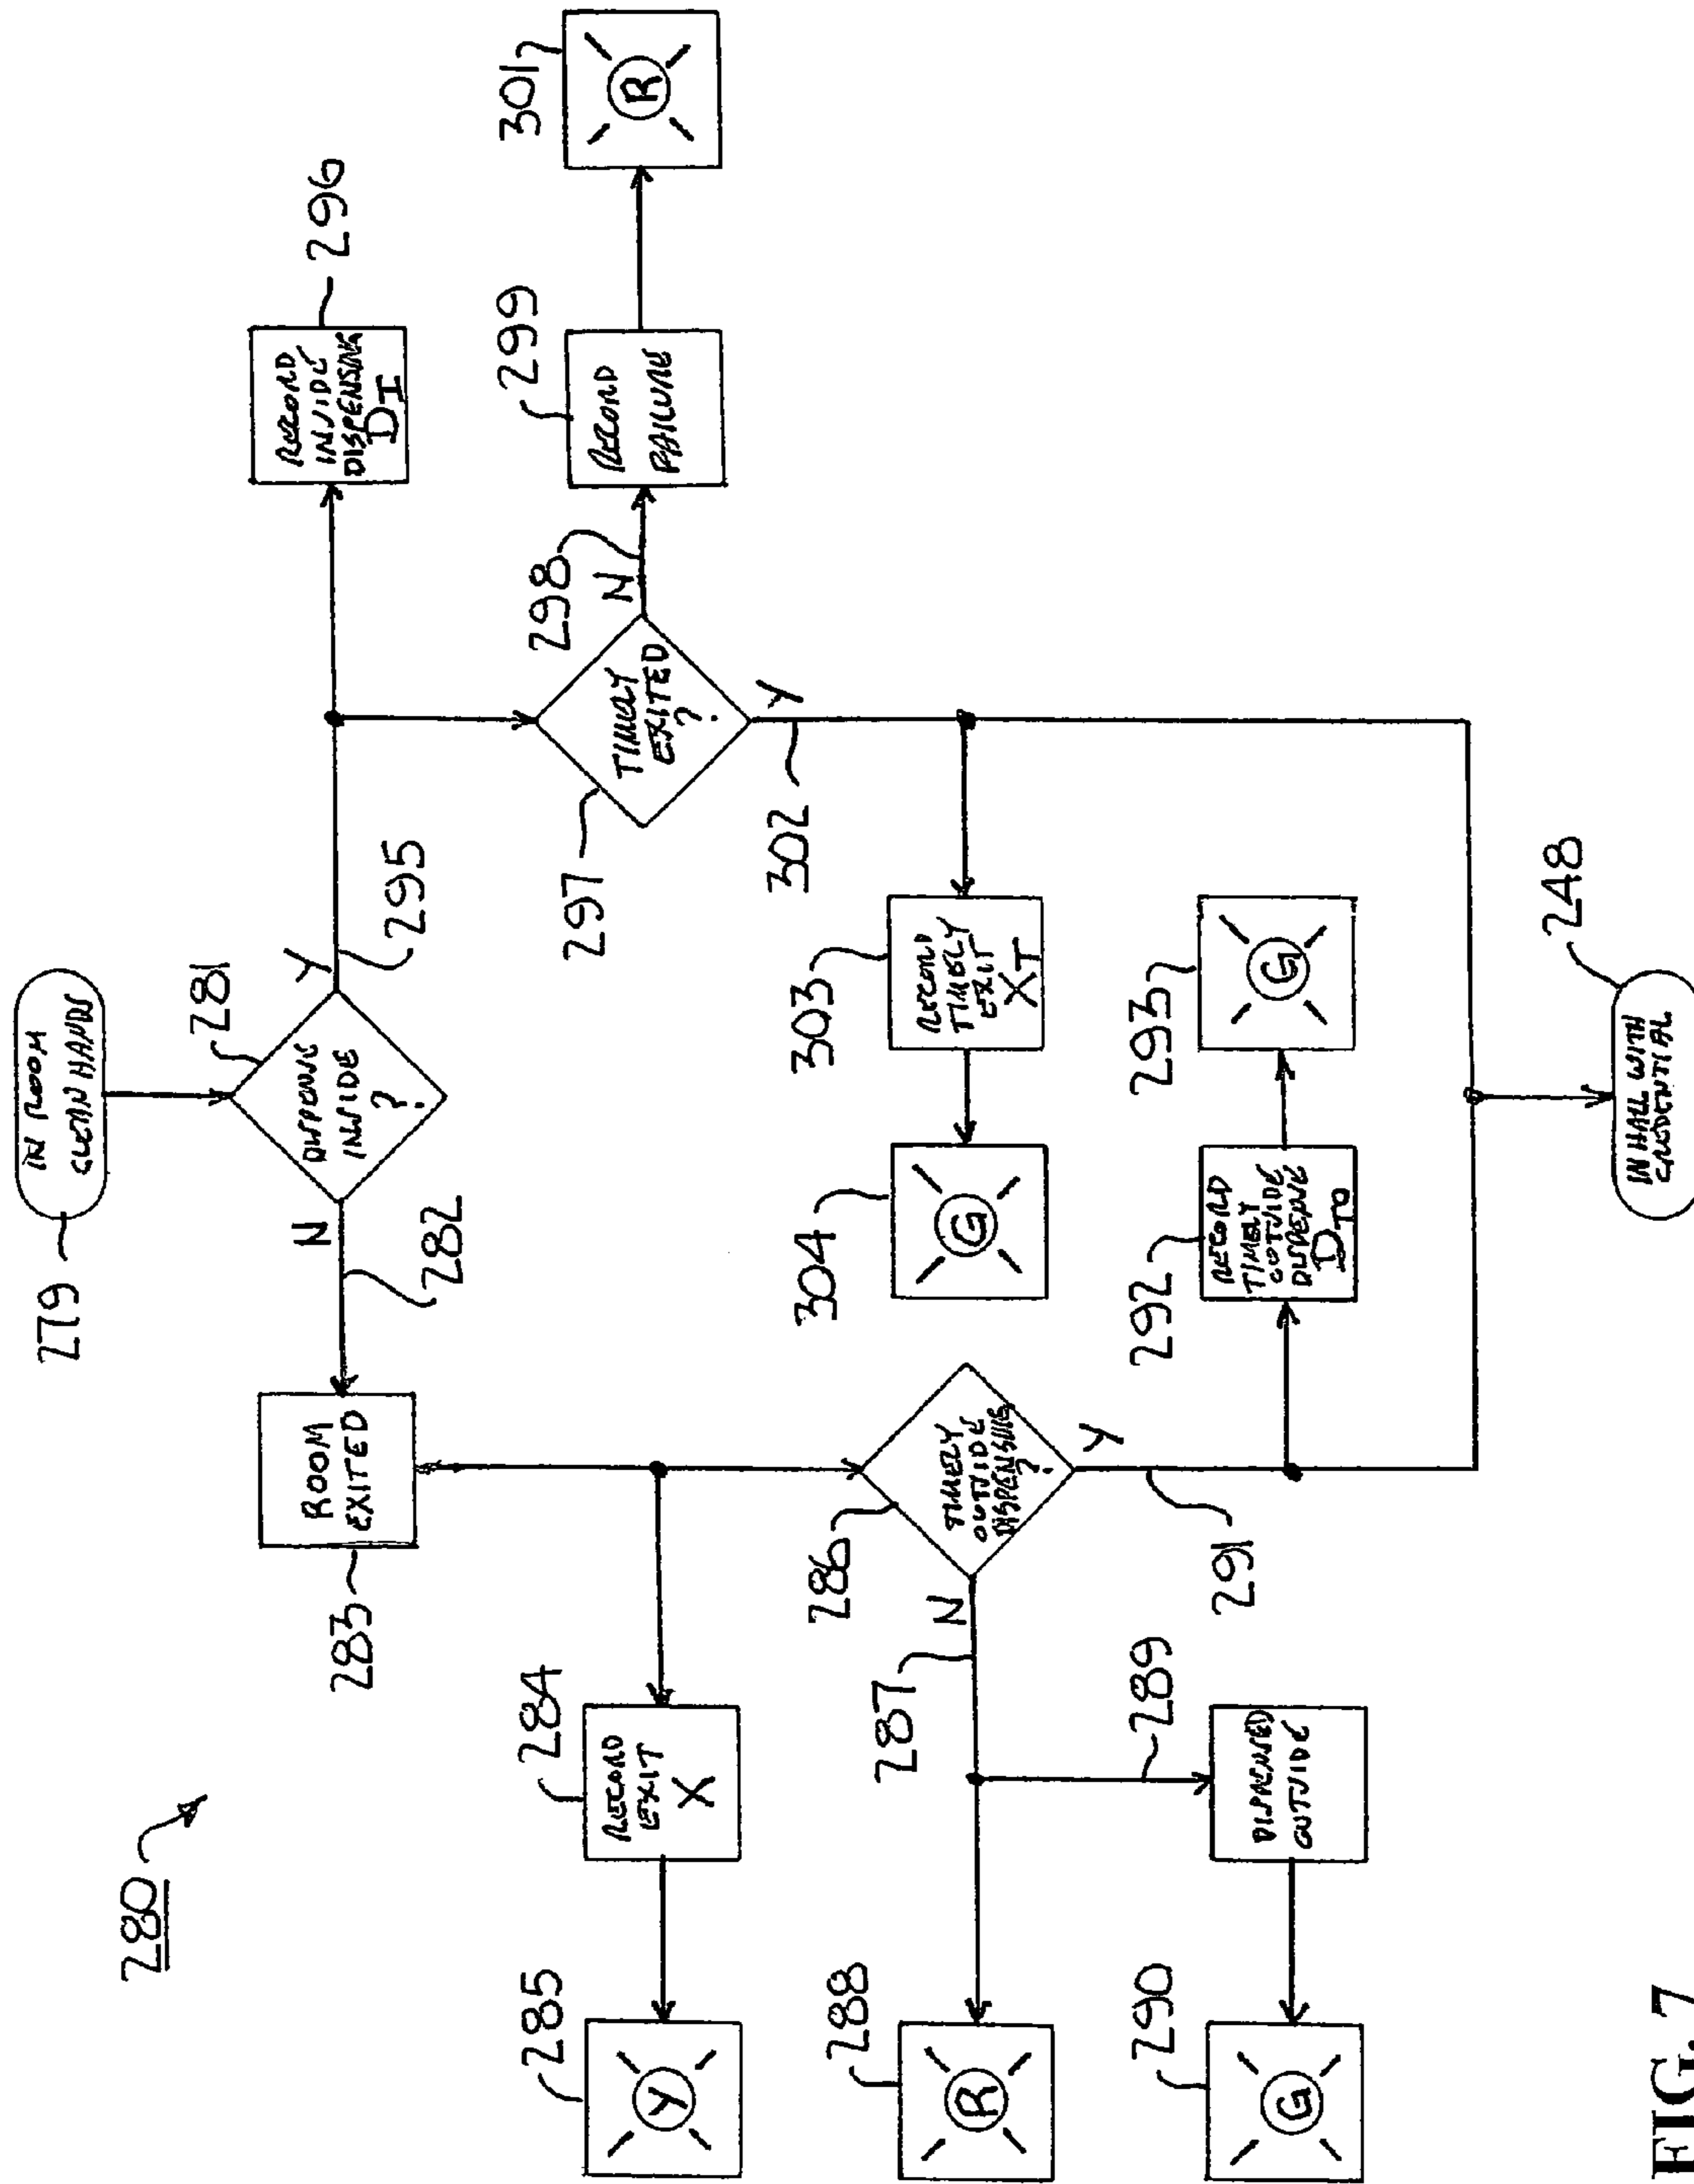 280
279
IN ROOM
CLEAN HANDS
281
DISPENSE
INSIDE
?
N
282
Y
295
283
ROOM
EXITED
RECORD
INSIDE
DISPENSING
DI
296
285
Y
284
RECORD
EXIT
X
297
TIMELY
EXITED
?
298
N
RECORD
FAILURE
299
R
301
Y
302
288
R
287
N
286
TIMELY
OUTSIDE
DISPENSING
?
304
G
303
RECORD
TIMELY
EXIT
XT
290
G
289
DISPENSED
OUTSIDE
291
Y
292
RECORD
TIMELY
OUTSIDE
DISPENSE
DTO
293
G
248
IN HALL WITH
CREDENTIAL
FIG. 7